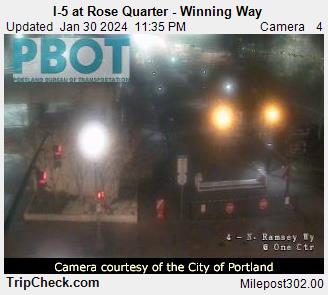 I-5 at Rose Quarter - Winning Way
Updated Jan 30 2024 11:35 PM Camera 4
PBOT
PORTLAND BUREAU OF TRANSPORTATION
4 - N. Ramsey Wy
@ One Ctr
Camera courtesy of the City of Portland
TripCheck.com Milepost302.00